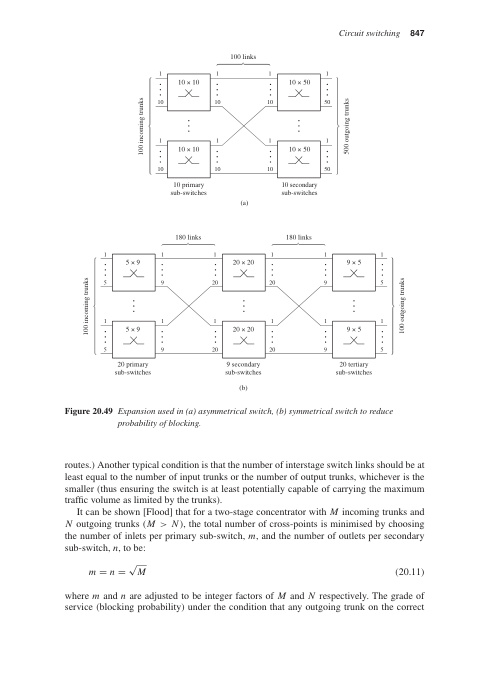 Circuit switching 847
100 links
1 1 1 1
10 × 10 10 × 50
10 10 10 50
100 incoming trunks
500 outgoing trunks
1 1 1 1
10 × 10 10 × 50
10 10 10 50
10 primary 10 secondary
sub-switches sub-switches
(a)
180 links 180 links
1 1 1 1 1 1
5 × 9 20 × 20 9 × 5
5 9 20 20 9 5
100 incoming trunks
100 outgoing trunks
1 1 1 1 1 1
5 × 9 20 × 20 9 × 5
5 9 20 20 9 5
20 primary 9 secondary 20 tertiary
sub-switches sub-switches sub-switches
(b)
Figure 20.49 Expansion used in (a) asymmetrical switch, (b) symmetrical switch to reduce
probability of blocking.
routes.) Another typical condition is that the number of interstage switch links should be at
least equal to the number of input trunks or the number of output trunks, whichever is the
smaller (thus ensuring the switch is at least potentially capable of carrying the maximum
traffic volume as limited by the trunks).
It can be shown [Flood] that for a two-stage concentrator with M incoming trunks and
N outgoing trunks (M > N), the total number of cross-points is minimised by choosing
the number of inlets per primary sub-switch, m, and the number of outlets per secondary
sub-switch, n, to be:
m = n = √M (20.11)
where m and n are adjusted to be integer factors of M and N respectively. The grade of
service (blocking probability) under the condition that any outgoing trunk on the correct